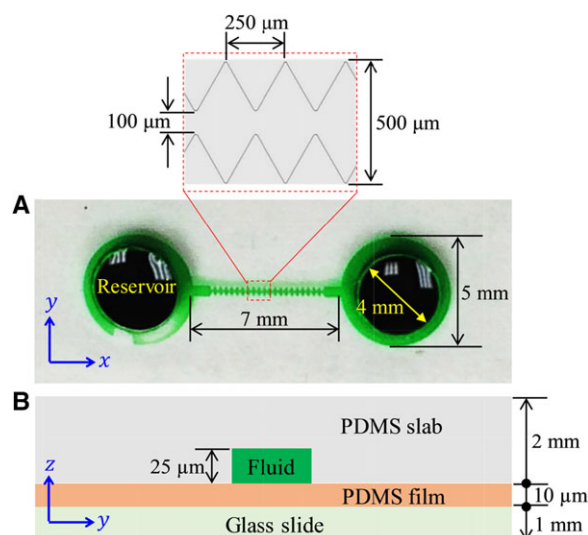 250 µm
100 µm
500 µm
A
Reservoir
y
x
7 mm
4 mm
5 mm
B
PDMS slab
2 mm
25 µm
Fluid
z
PDMS film
10 µm
y
Glass slide
1 mm